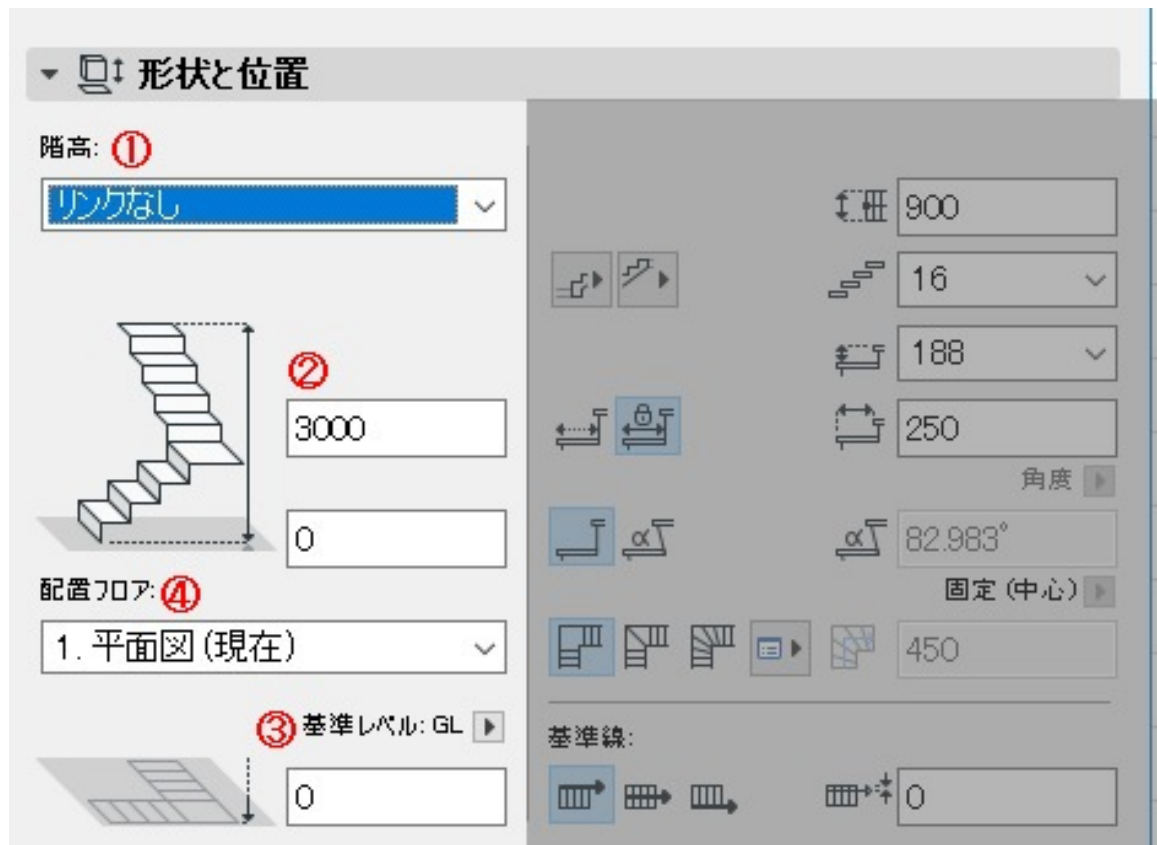 形状と位置
階高: ①
リンクなし
900
16
188
②
3000
250
角度
0
α
α
82.983°
配置フロア: ④
固定 (中心)
1. 平面図 (現在)
450
③ 基準レベル: GL
基準線:
0
0